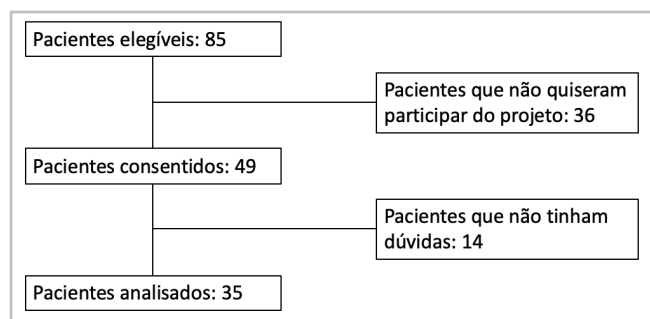 Pacientes elegíveis: 85
Pacientes que não quiseram
participar do projeto: 36
Pacientes consentidos: 49
Pacientes que não tinham
dúvidas: 14
Pacientes analisados: 35